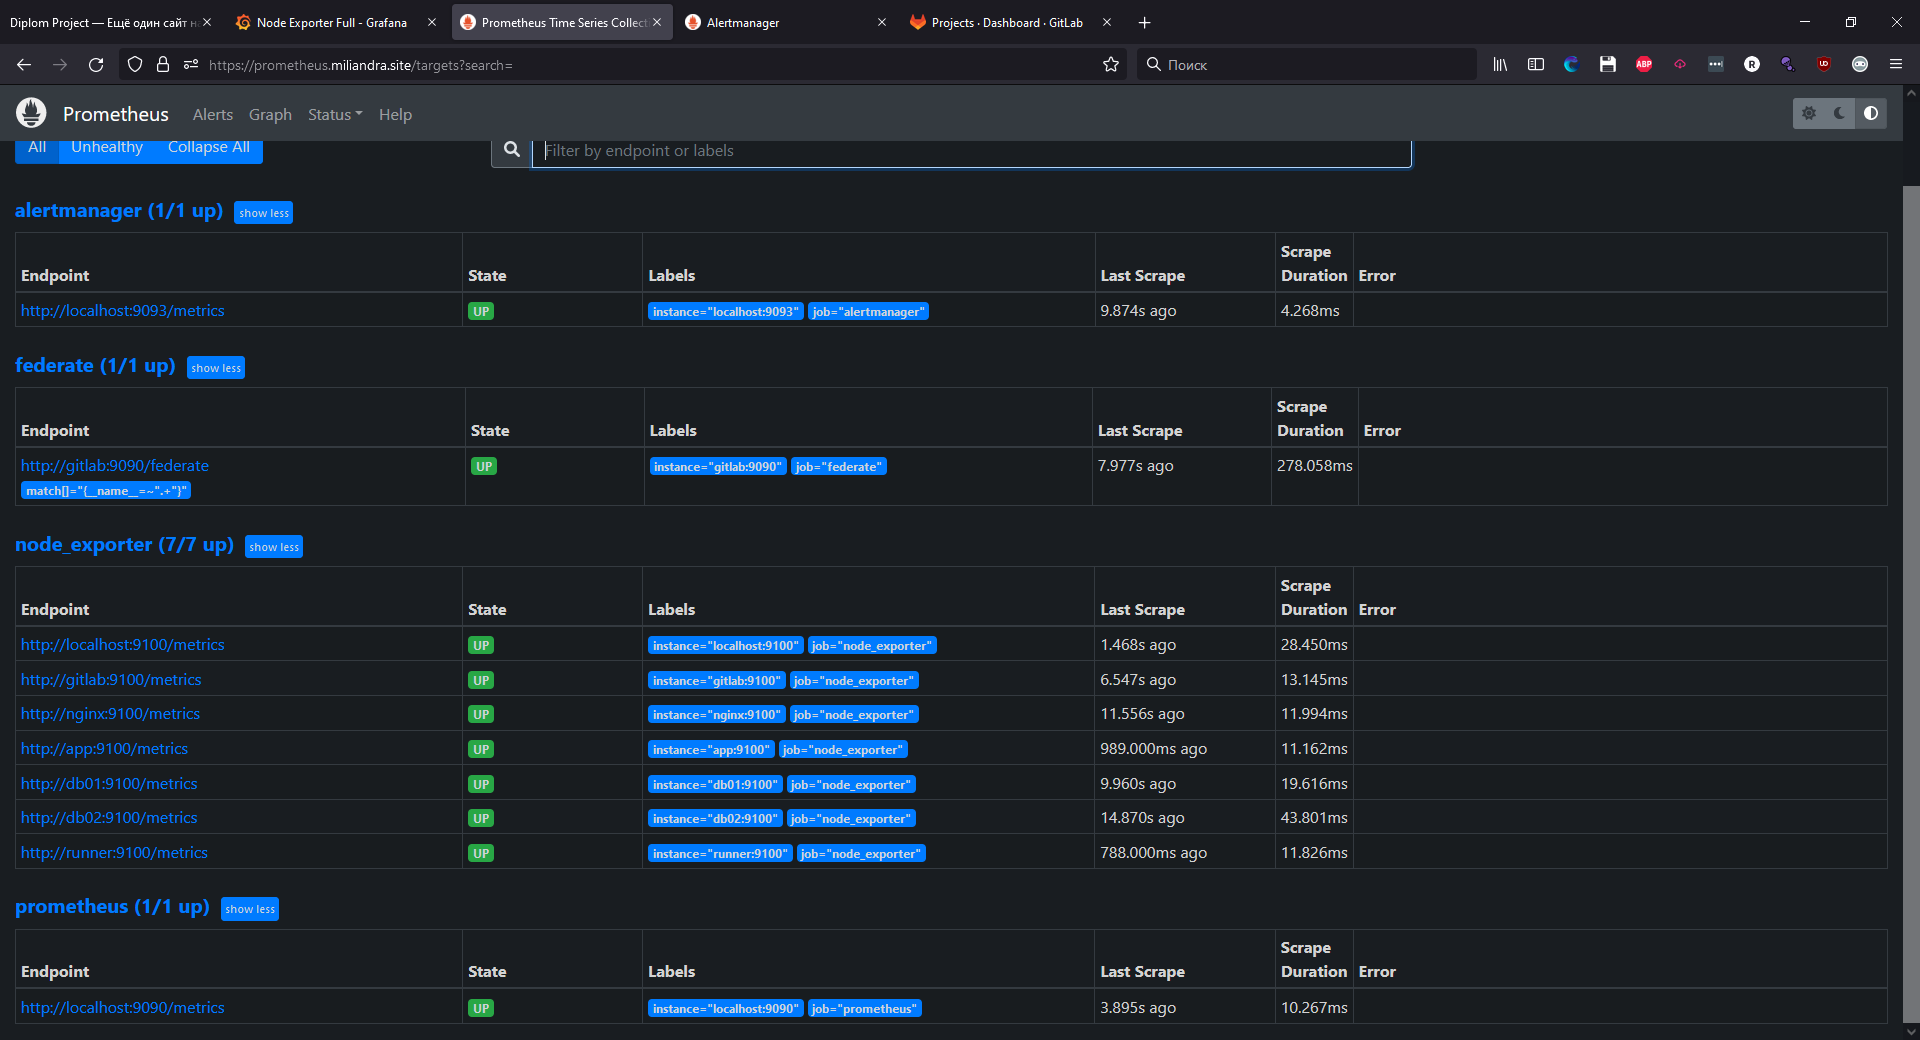 Diplom Project — Ещё один сайт н
Node Exporter Full - Grafana
Prometheus Time Series Collect
Alertmanager
Projects · Dashboard · GitLab
https://prometheus.miliandra.site/targets?search=
Поиск
ABP
R
UD
Prometheus Alerts Graph Status Help
All Unhealthy Collapse All
Filter by endpoint or labels
alertmanager (1/1 up) show less
Endpoint State Labels Last Scrape Scrape Duration Error
http://localhost:9093/metrics UP instance="localhost:9093" job="alertmanager" 9.874s ago 4.268ms
federate (1/1 up) show less
Endpoint State Labels Last Scrape Scrape Duration Error
http://gitlab:9090/federate UP instance="gitlab:9090" job="federate" 7.977s ago 278.058ms
match[]="{__name__=~".+"}"
node_exporter (7/7 up) show less
Endpoint State Labels Last Scrape Scrape Duration Error
http://localhost:9100/metrics UP instance="localhost:9100" job="node_exporter" 1.468s ago 28.450ms
http://gitlab:9100/metrics UP instance="gitlab:9100" job="node_exporter" 6.547s ago 13.145ms
http://nginx:9100/metrics UP instance="nginx:9100" job="node_exporter" 11.556s ago 11.994ms
http://app:9100/metrics UP instance="app:9100" job="node_exporter" 989.000ms ago 11.162ms
http://db01:9100/metrics UP instance="db01:9100" job="node_exporter" 9.960s ago 19.616ms
http://db02:9100/metrics UP instance="db02:9100" job="node_exporter" 14.870s ago 43.801ms
http://runner:9100/metrics UP instance="runner:9100" job="node_exporter" 788.000ms ago 11.826ms
prometheus (1/1 up) show less
Endpoint State Labels Last Scrape Scrape Duration Error
http://localhost:9090/metrics UP instance="localhost:9090" job="prometheus" 3.895s ago 10.267ms